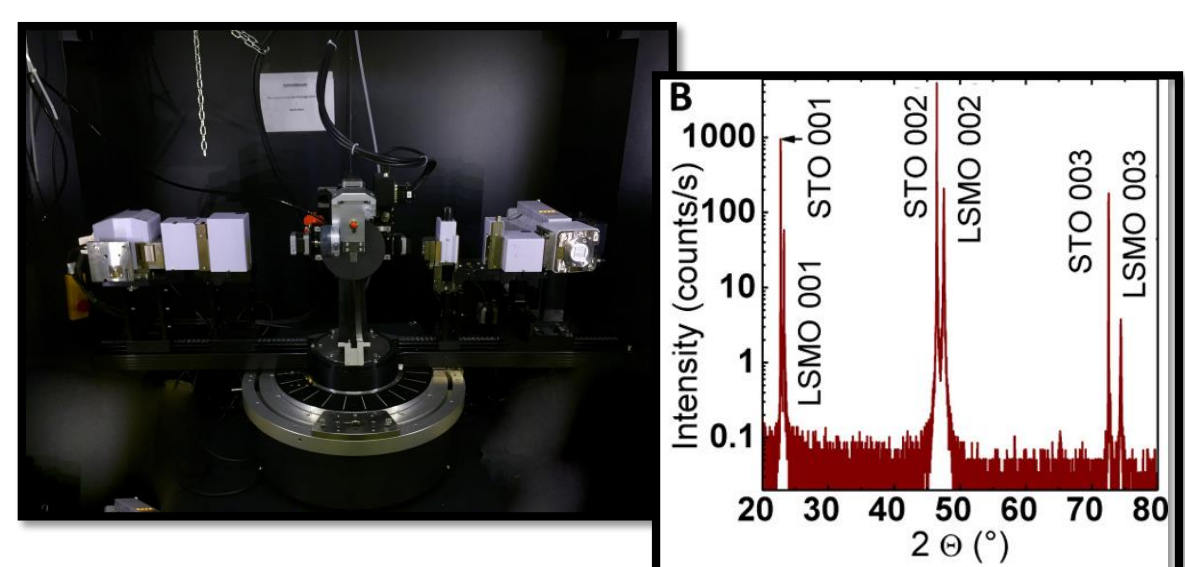 B
Intensity (counts/s)
1000
100
10
1
0.1
STO 001
LSMO 001
STO 002
LSMO 002
STO 003
LSMO 003
20 30 40 50 60 70 80
2 Θ (°)